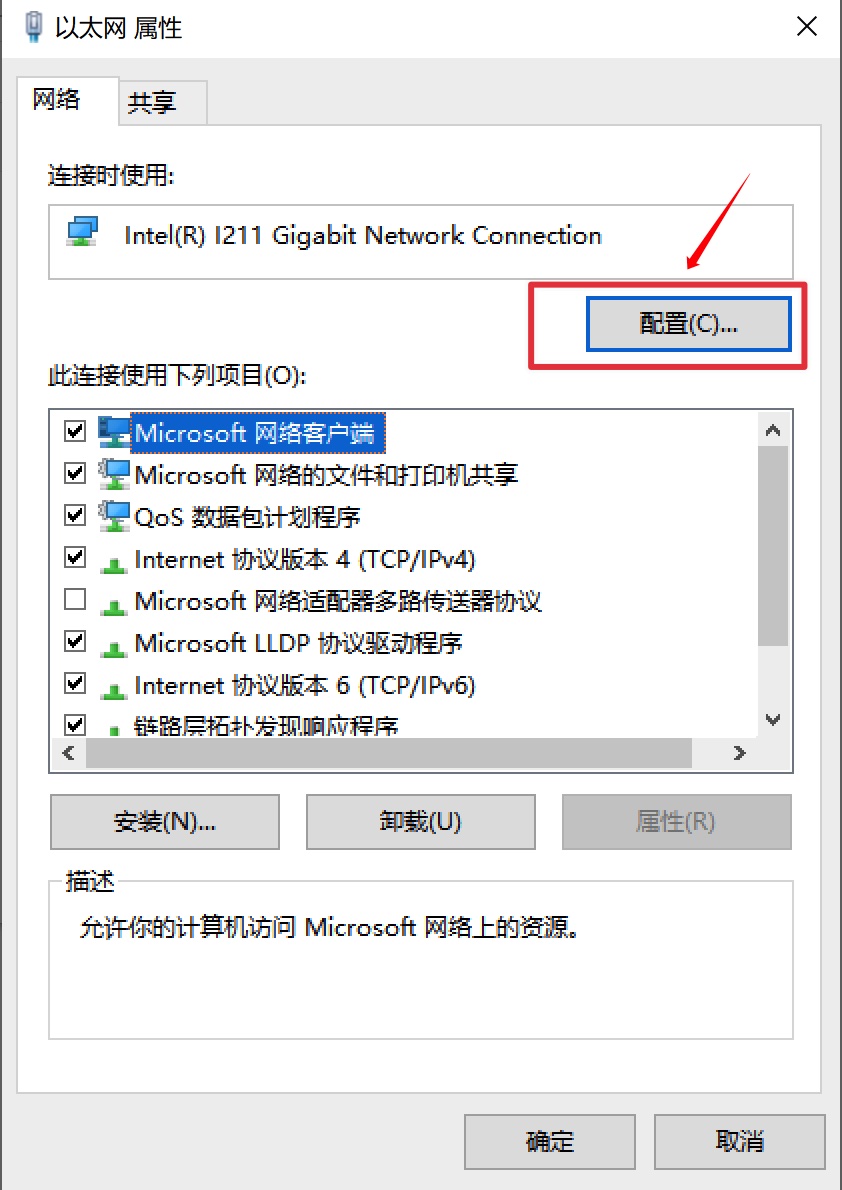 以太网 属性
网络
共享
连接时使用:
Intel(R) I211 Gigabit Network Connection
配置(C)...
此连接使用下列项目(O):
Microsoft 网络客户端
Microsoft 网络的文件和打印机共享
QoS 数据包计划程序
Internet 协议版本 4 (TCP/IPv4)
Microsoft 网络适配器多路传送器协议
Microsoft LLDP 协议驱动程序
Internet 协议版本 6 (TCP/IPv6)
链路层拓扑发现响应程序
安装(N)...
卸载(U)
属性(R)
描述
允许你的计算机访问 Microsoft 网络上的资源。
确定
取消